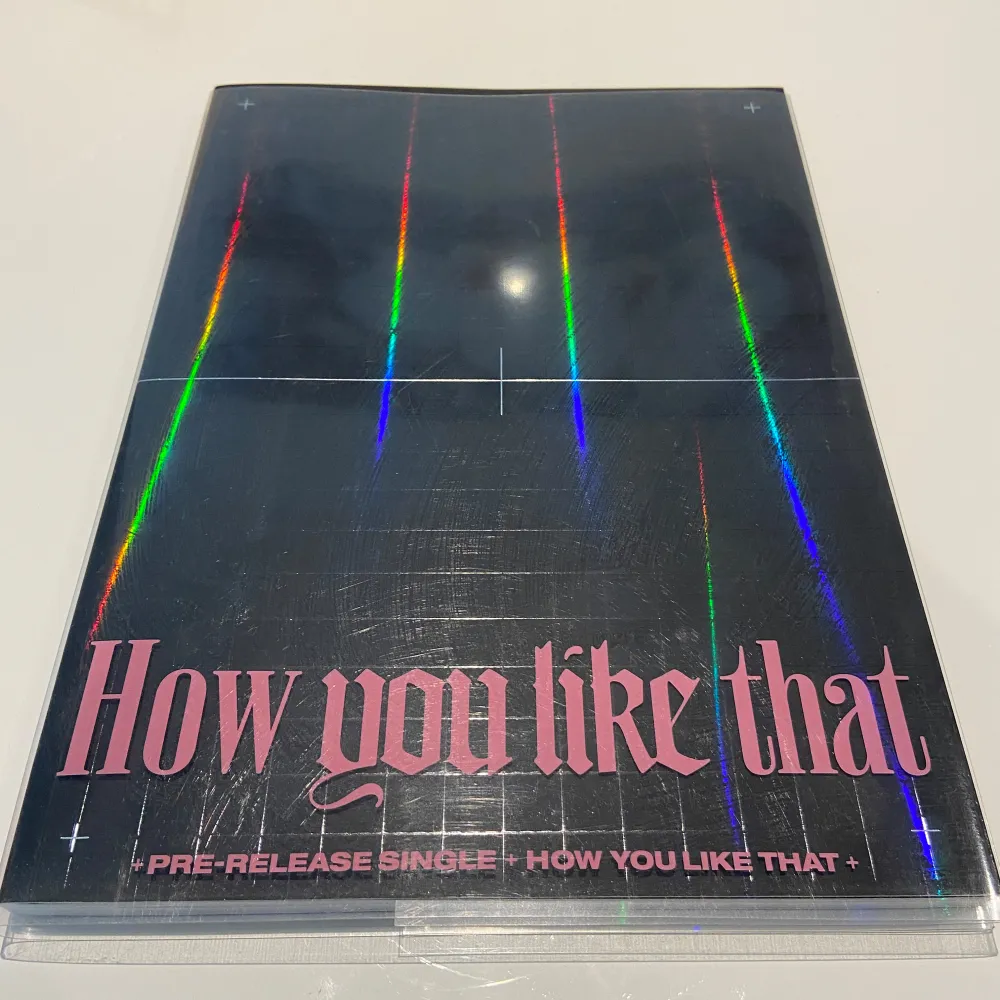 How you like that
+ PRE-RELEASE SINGLE + HOW YOU LIKE THAT +